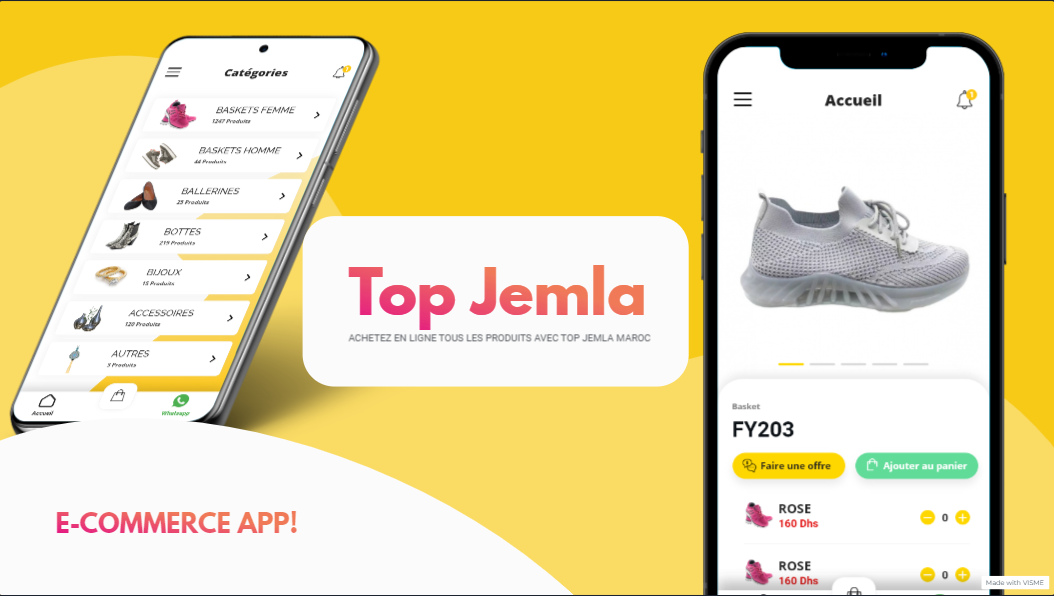 Catégories
BASKETS FEMME
1247 Produits
BASKETS HOMME
44 Produits
BALLERINES
25 Produits
BOTTES
219 Produits
BIJOUX
15 Produits
ACCESSOIRES
120 Produits
AUTRES
3 Produits
Accueil
Whatsapp
Top Jemla
ACHETEZ EN LIGNE TOUS LES PRODUITS AVEC TOP JEMLA MAROC
E-COMMERCE APP!
Accueil
Basket
FY203
Faire une offre Ajouter au panier
ROSE
160 Dhs
0
ROSE
160 Dhs
0
Made with VISME